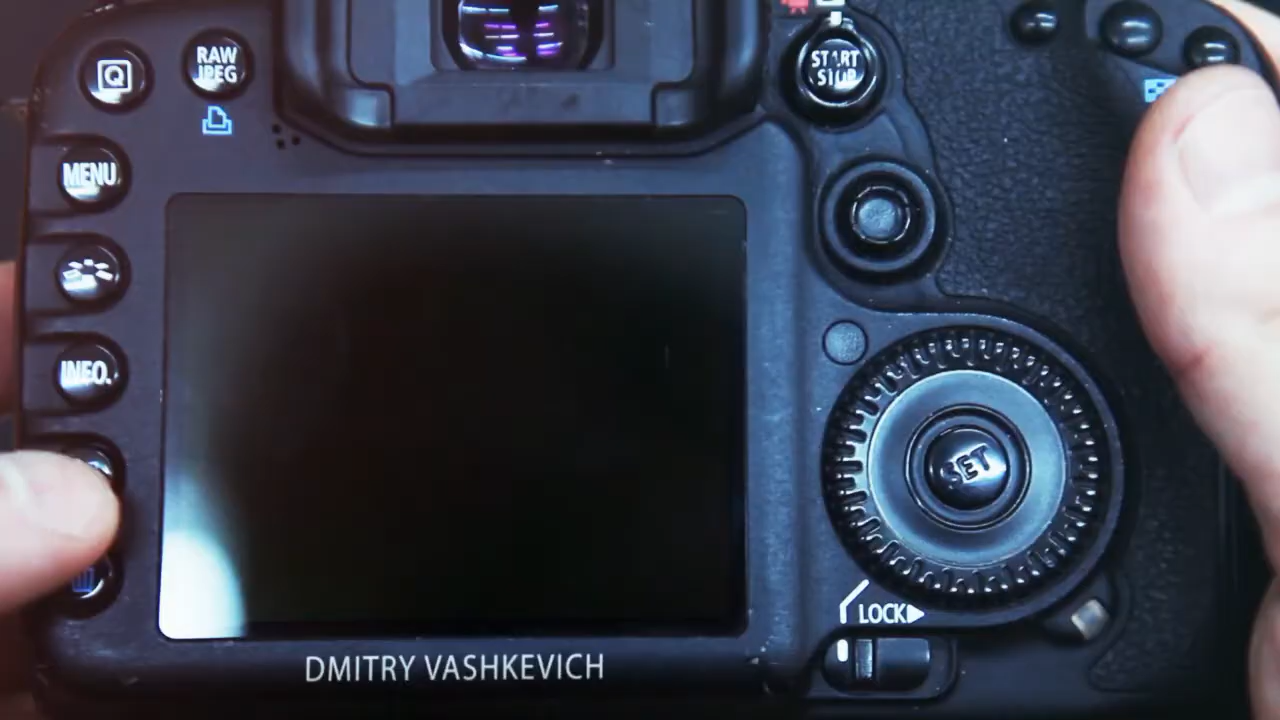 Q
RAW
JPEG
START
STOP
MENU
INFO.
SET
LOCK
DMITRY VASHKEVICH